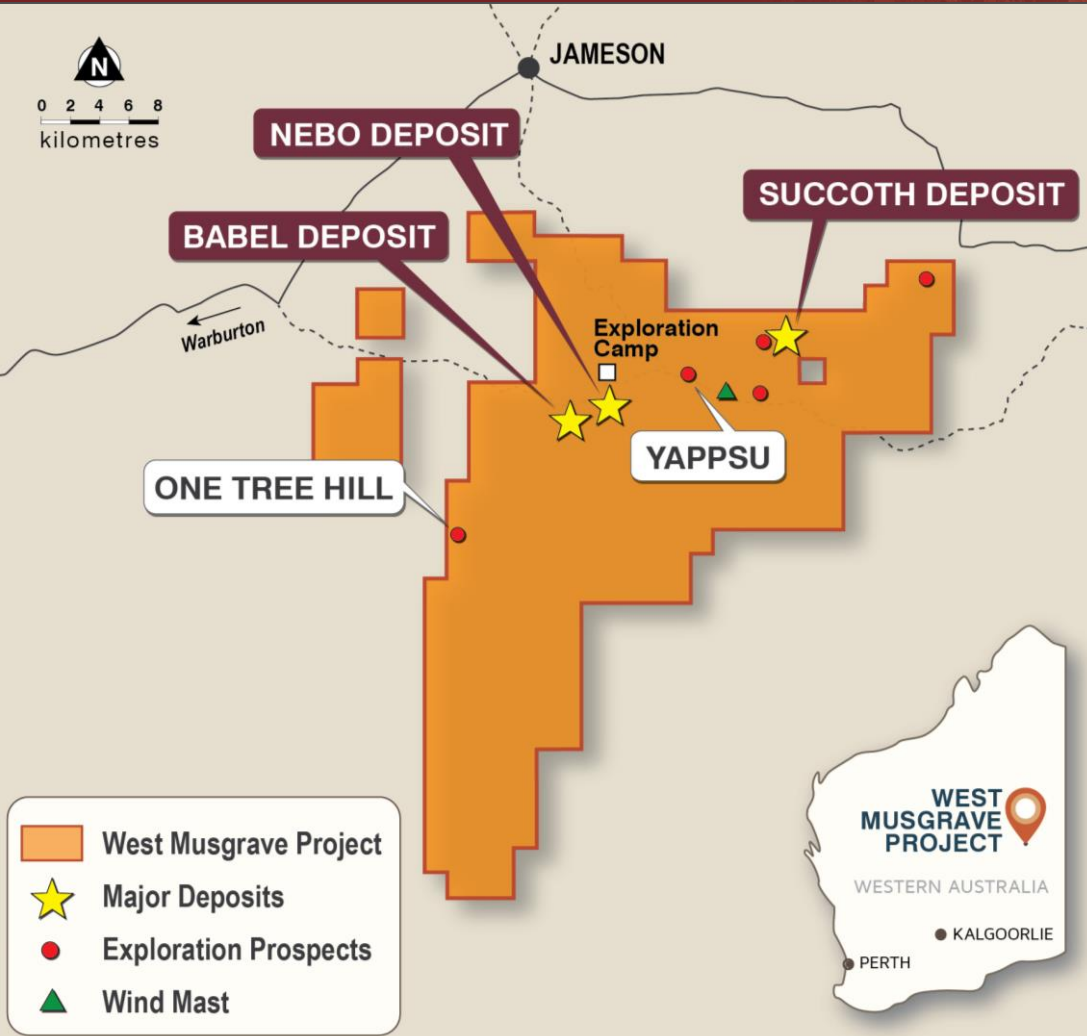 N
0 2 4 6 8
kilometres
JAMESON
NEBO DEPOSIT
SUCCOTH DEPOSIT
BABEL DEPOSIT
Warburton
Exploration
Camp
YAPPSU
ONE TREE HILL
West Musgrave Project
Major Deposits
Exploration Prospects
Wind Mast
WEST
MUSGRAVE
PROJECT
WESTERN AUSTRALIA
KALGOORLIE
PERTH